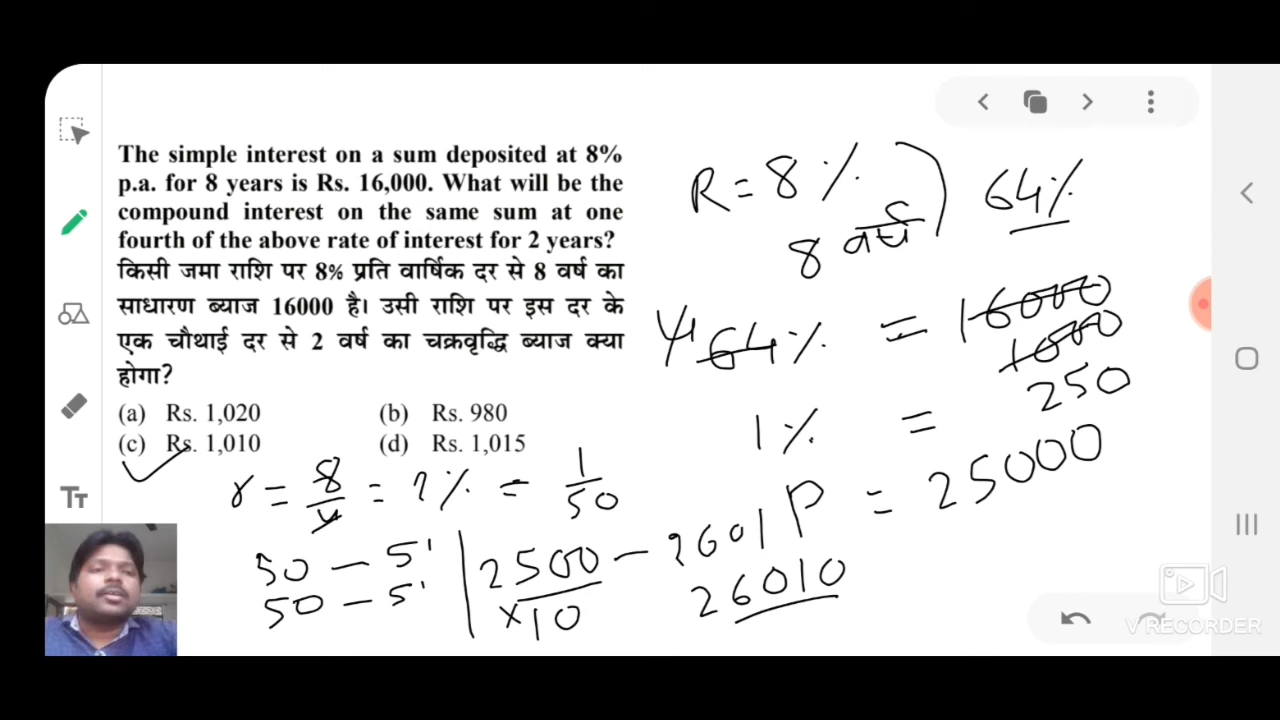 The simple interest on a sum deposited at 8%
p.a. for 8 years is Rs. 16,000. What will be the
compound interest on the same sum at one
fourth of the above rate of interest for 2 years?
किसी जमा राशि पर 8% प्रति वार्षिक दर से 8 वर्ष का
साधारण ब्याज 16000 है। उसी राशि पर इस दर के
एक चौथाई दर से 2 वर्ष का चक्रवृद्धि ब्याज क्या
होगा?
(a) Rs. 1,020 (b) Rs. 980
(c) Rs. 1,010 (d) Rs. 1,015
R = 8 % ) 64%
8 वर्ष
4 64% = 16000
1000
250
1% =
P = 25000
r = 8/4 = 2% = 1/50
50 — 51 | 2500 — 2601
50 — 51 | ×10 26010
Tт
V RECORDER